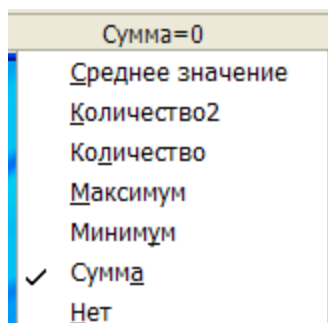 Сумма=0
Среднее значение
Количество2
Количество
Максимум
Минимум
Сумма
Нет